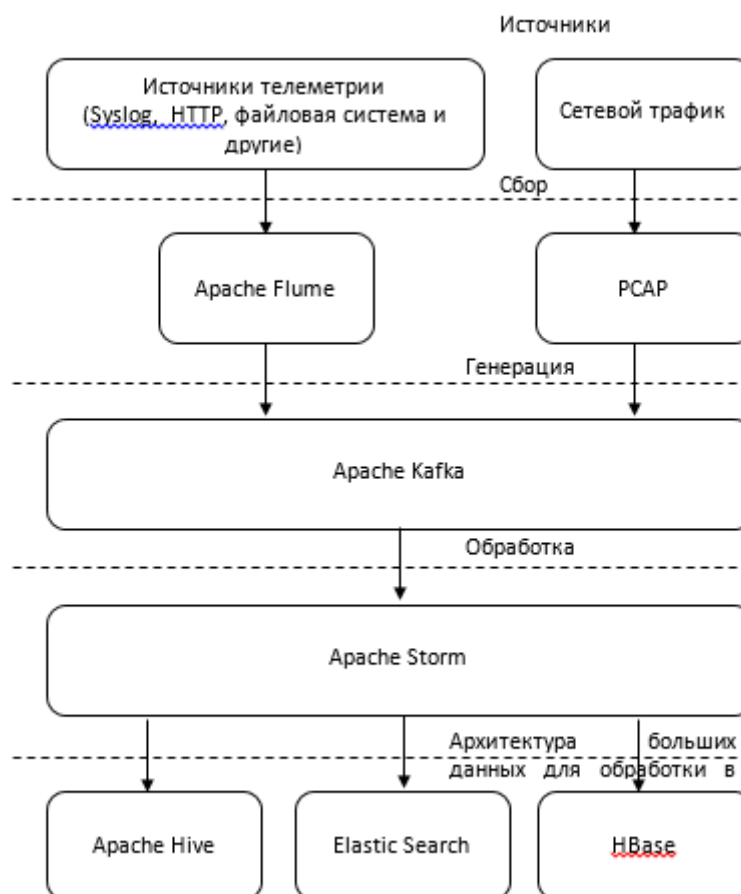 Источники
Источники телеметрии
(Syslog, HTTP, файловая система и
другие)
Сетевой трафик
Сбор
Apache Flume
PCAP
Генерация
Apache Kafka
Обработка
Apache Storm
Архитектура больших
данных для обработки в
Apache Hive
Elastic Search
HBase